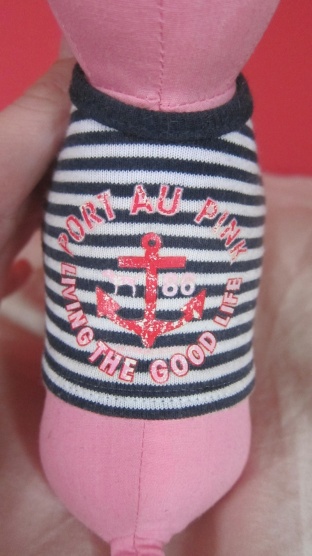 PORT AU PINK
LIVING THE GOOD LIFE